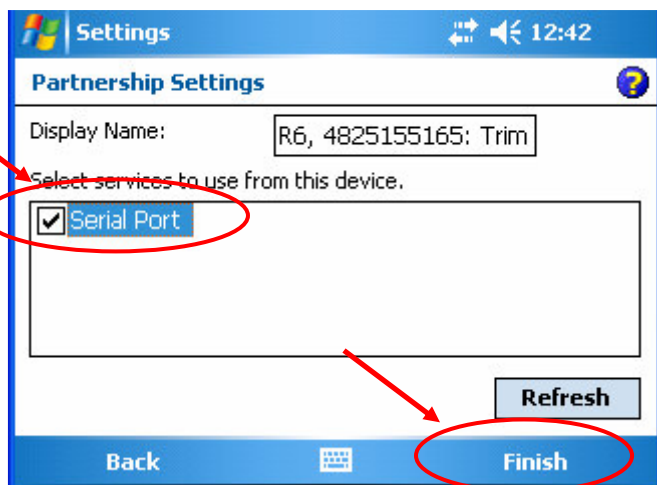 Settings 12:42
Partnership Settings
Display Name: R6, 4825155165: Trim
Select services to use from this device.
Serial Port
Refresh
Back Finish